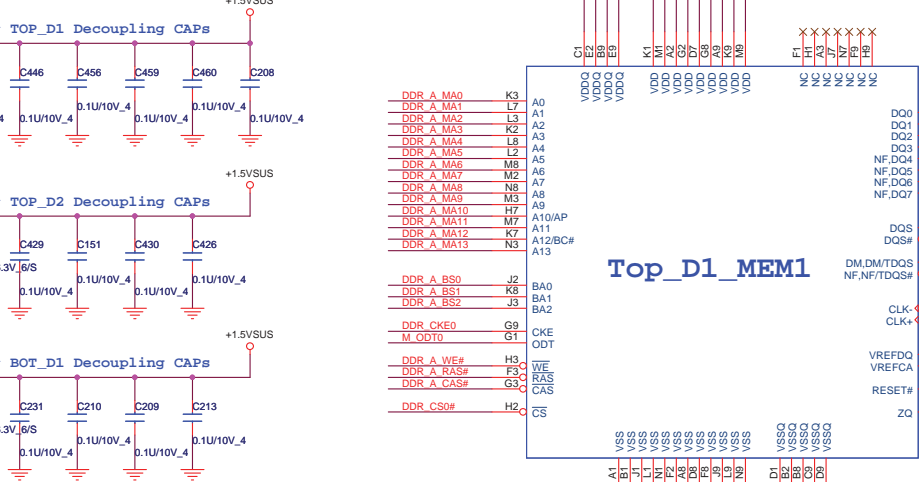 +1.5VSUS
TOP_D1 Decoupling CAPs
C446 C456 C459 C460 C208
0.1U/10V_4 0.1U/10V_4 0.1U/10V_4 0.1U/10V_4
0.1U/10V_4
+1.5VSUS
TOP_D2 Decoupling CAPs
C429 C151 C430 C426
.3V_6/S 0.1U/10V_4 0.1U/10V_4
0.1U/10V_4 0.1U/10V_4
+1.5VSUS
BOT_D1 Decoupling CAPs
C231 C210 C209 C213
.3V_6/S 0.1U/10V_4 0.1U/10V_4
0.1U/10V_4 0.1U/10V_4
C1 E2 B9 E9 K1 M1 A2 G2 D7 G8 A9 K9 M9 F1 H1 A3 J7 N7 F9 H9
VDDQ VDDQ VDDQ VDDQ VDD VDD VDD VDD VDD VDD VDD VDD VDD NC NC NC NC NC NC NC
DDR_A_MA0 K3 A0
DDR_A_MA1 L7 A1
DDR_A_MA2 L3 A2
DDR_A_MA3 K2 A3
DDR_A_MA4 L8 A4
DDR_A_MA5 L2 A5
DDR_A_MA6 M8 A6
DDR_A_MA7 M2 A7
DDR_A_MA8 N8 A8
DDR_A_MA9 M3 A9
DDR_A_MA10 H7 A10/AP
DDR_A_MA11 M7 A11
DDR_A_MA12 K7 A12/BC#
DDR_A_MA13 N3 A13
DDR_A_BS0 J2 BA0
DDR_A_BS1 K8 BA1
DDR_A_BS2 J3 BA2
DDR_CKE0 G9 CKE
M_ODT0 G1 ODT
DDR_A_WE# H3 WE
DDR_A_RAS# F3 RAS
DDR_A_CAS# G3 CAS
DDR_CS0# H2 CS
Top_D1_MEM1
DQ0
DQ1
DQ2
DQ3
NF,DQ4
NF,DQ5
NF,DQ6
NF,DQ7
DQS
DQS#
DM,DM/TDQS
NF,NF/TDQS#
CLK-
CLK+
VREFDQ
VREFCA
RESET#
ZQ
VSS VSS VSS VSS VSS VSS VSS VSS VSS VSS VSS VSS VSSQ VSSQ VSSQ VSSQ VSSQ
A1 B1 J1 L1 N1 F2 A8 D8 F8 J9 L9 N9 D1 B2 B8 C9 D9